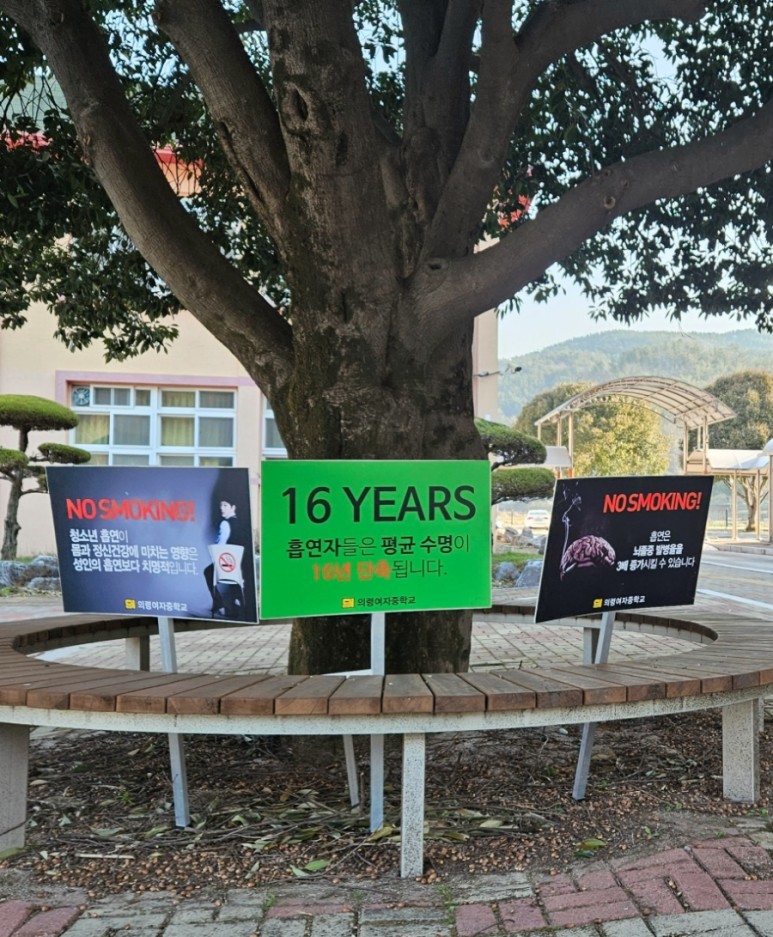 NO SMOKING!
청소년 흡연이
몸과 정신건강에 미치는 영향은
성인의 흡연보다 치명적입니다.
의령여자중학교
16 YEARS
흡연자들은 평균 수명이
16년 단축됩니다.
의령여자중학교
NO SMOKING!
흡연은
뇌졸중 발병율을
3배 증가시킬 수 있습니다
의령여자중학교